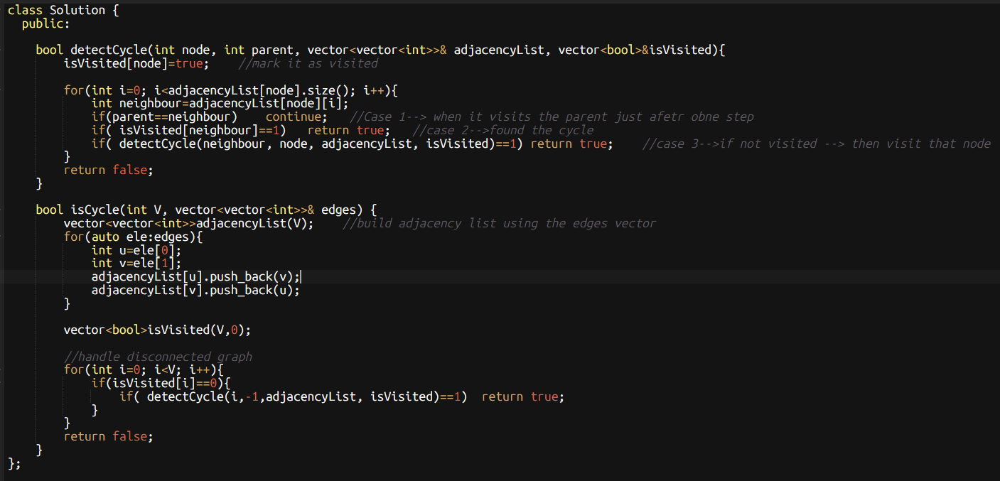 class Solution {
  public:
    bool detectCycle(int node, int parent, vector<vector<int>>& adjacencyList, vector<bool>&isVisited){
        isVisited[node]=true;    //mark it as visited
        for(int i=0; i<adjacencyList[node].size(); i++){
            int neighbour=adjacencyList[node][i];
            if(parent==neighbour)    continue;   //Case 1--> when it visits the parent just afetr obne step
            if( isVisited[neighbour]==1)   return true;   //case 2-->found the cycle
            if( detectCycle(neighbour, node, adjacencyList, isVisited)==1) return true;    //case 3-->if not visited --> then visit that node
        }
        return false;
    }
    bool isCycle(int V, vector<vector<int>>& edges) {
        vector<vector<int>>adjacencyList(V);    //build adjacency list using the edges vector
        for(auto ele:edges){
            int u=ele[0];
            int v=ele[1];
            adjacencyList[u].push_back(v);
            adjacencyList[v].push_back(u);
        }
        vector<bool>isVisited(V,0);
        //handle disconnected graph
        for(int i=0; i<V; i++){
            if(isVisited[i]==0){
                if( detectCycle(i,-1,adjacencyList, isVisited)==1)  return true;
            }
        }
        return false;
    }
};